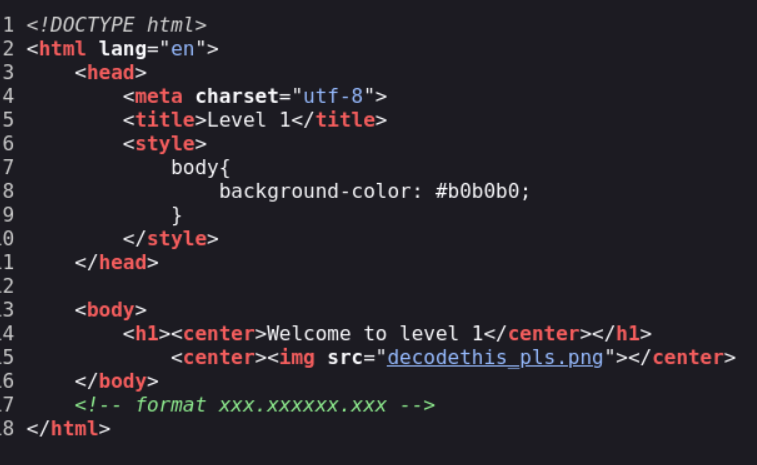 1 <!DOCTYPE html>
2 <html lang="en">
3     <head>
4         <meta charset="utf-8">
5         <title>Level 1</title>
6         <style>
7             body{
8                 background-color: #b0b0b0;
9             }
10         </style>
11     </head>
12
13     <body>
14         <h1><center>Welcome to level 1</center></h1>
15             <center><img src="decodethis_pls.png"></center>
16     </body>
17     <!-- format xxx.xxxxxx.xxx -->
18 </html>